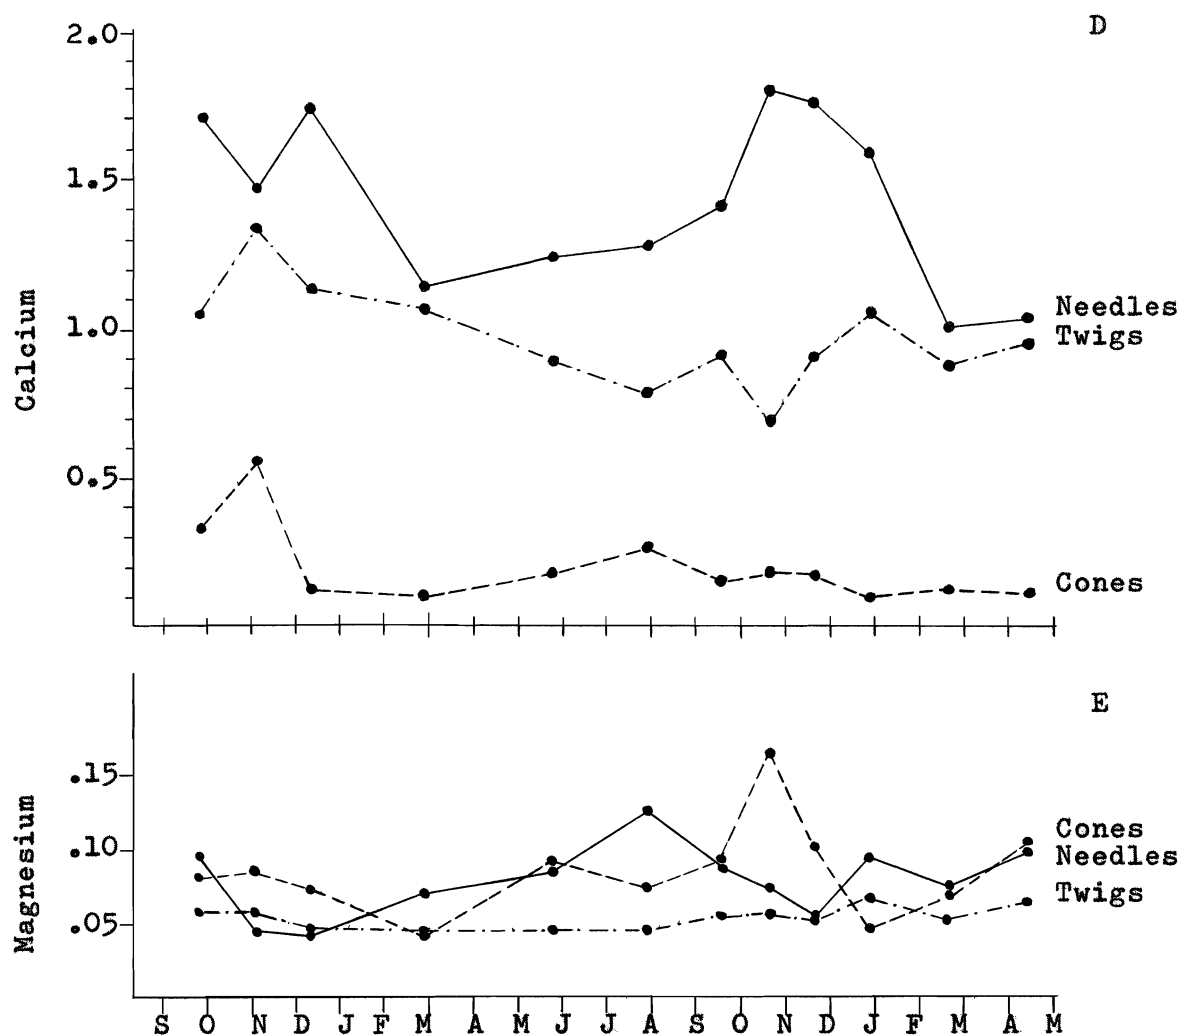 D
2.0
1.5
1.0
0.5
Calcium
Needles
Twigs
Cones
E
.15
.10
.05
Magnesium
Cones
Needles
Twigs
S O N D J F M A M J J A S O N D J F M A M